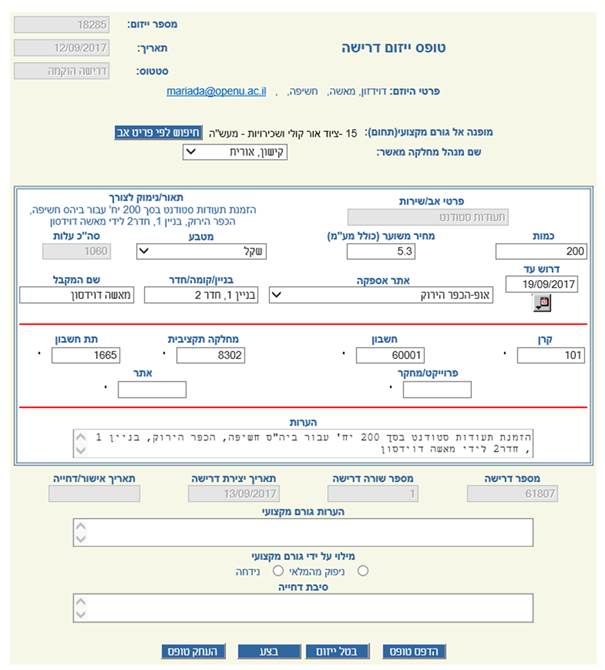 מספר ייזום: 18285
טופס ייזום דרישה
תאריך: 12/09/2017
סטטוס: דרישה הוקמה
פרטי היוזם: דוידזון, מאשה, חשיפה, , mariada@openu.ac.il
מופנה אל גורם מקצועי(תחום): 15 -ציוד אור קולי ושכירויות - מעש"ה חיפוש לפי פריט אב
שם מנהל מחלקה מאשר: קישון, אורית
פרטי אב/שירות תאור/נימוק לצורך
תעודות סטודנט הזמנת תעודות סטודנט בסך 200 יח' עבור ביהס חשיפה,
הכפר הירוק, בניין 1, חדר2 לידי מאשה דוידסון
כמות מחיר משוער (כולל מע"מ) מטבע סה"כ עלות
200 5.3 שקל 1060
דרוש עד אתר אספקה בניין/קומה/חדר שם המקבל
19/09/2017 אופ-הכפר הירוק בניין 1, חדר 2 מאשה דוידסון
קרן חשבון מחלקה תקציבית תת חשבון
101 60001 8302 1665
פרוייקט/מחקר אתר
הערות
הזמנת תעודות סטודנט בסך 200 יח' עבור ביה"ס חשיפה, הכפר הירוק, בניין 1
, חדר2 לידי מאשה דוידסון
מספר דרישה מספר שורה דרישה תאריך יצירת דרישה תאריך אישור/דחייה
61807 1 13/09/2017
הערות גורם מקצועי
מילוי על ידי גורם מקצועי
ניפוק מהמלאי נידחה
סיבת דחייה
הדפס טופס בטל ייזום בצע העתק טופס